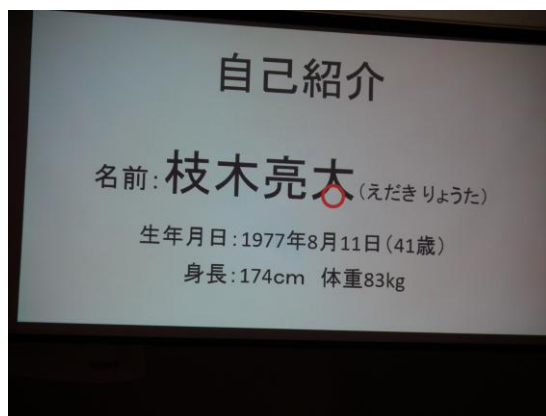 自己紹介
名前:枝木亮太(えだきりょうた)
生年月日:1977年8月11日(41歳)
身長:174cm 体重83kg